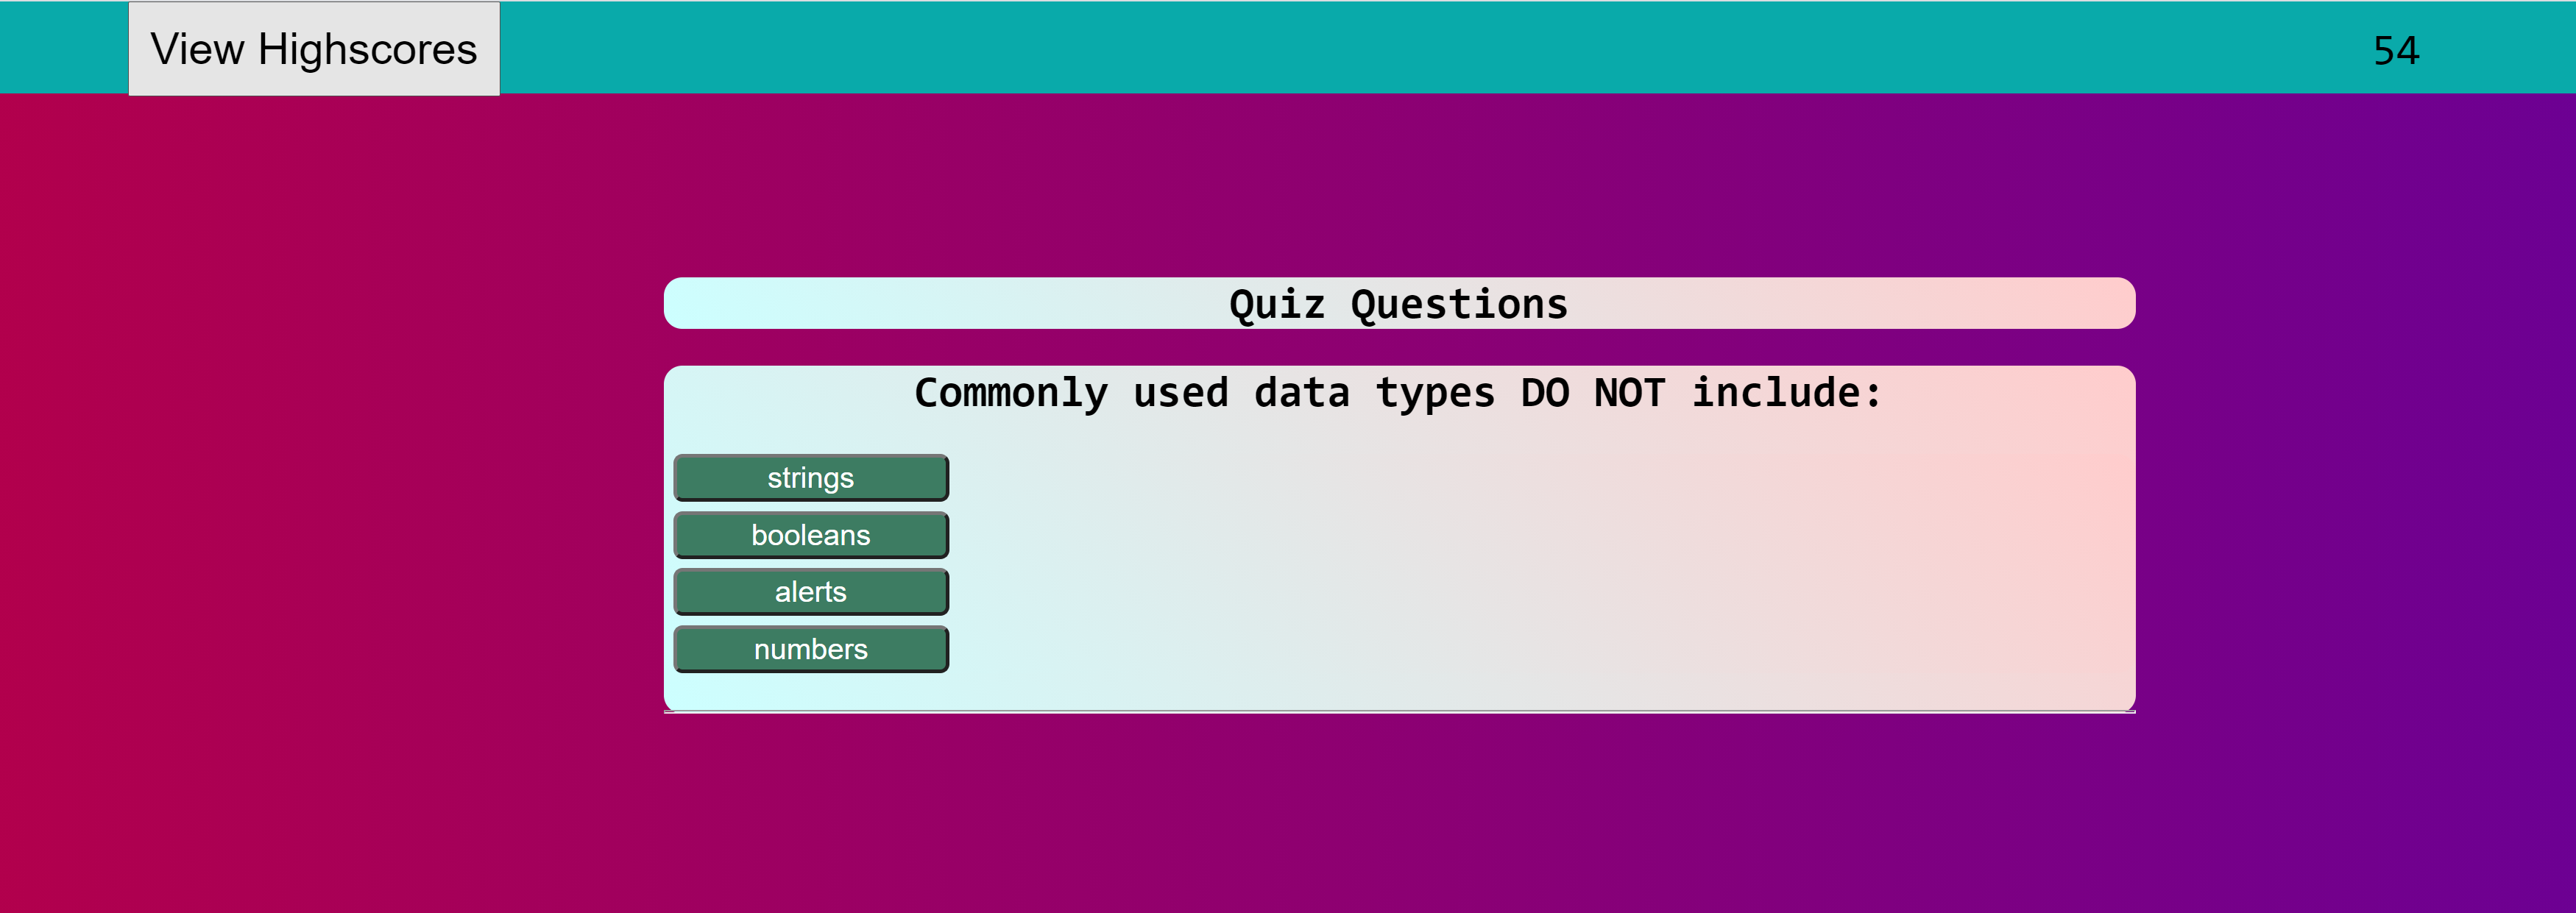 View Highscores
54
Quiz Questions
Commonly used data types DO NOT include:
strings
booleans
alerts
numbers